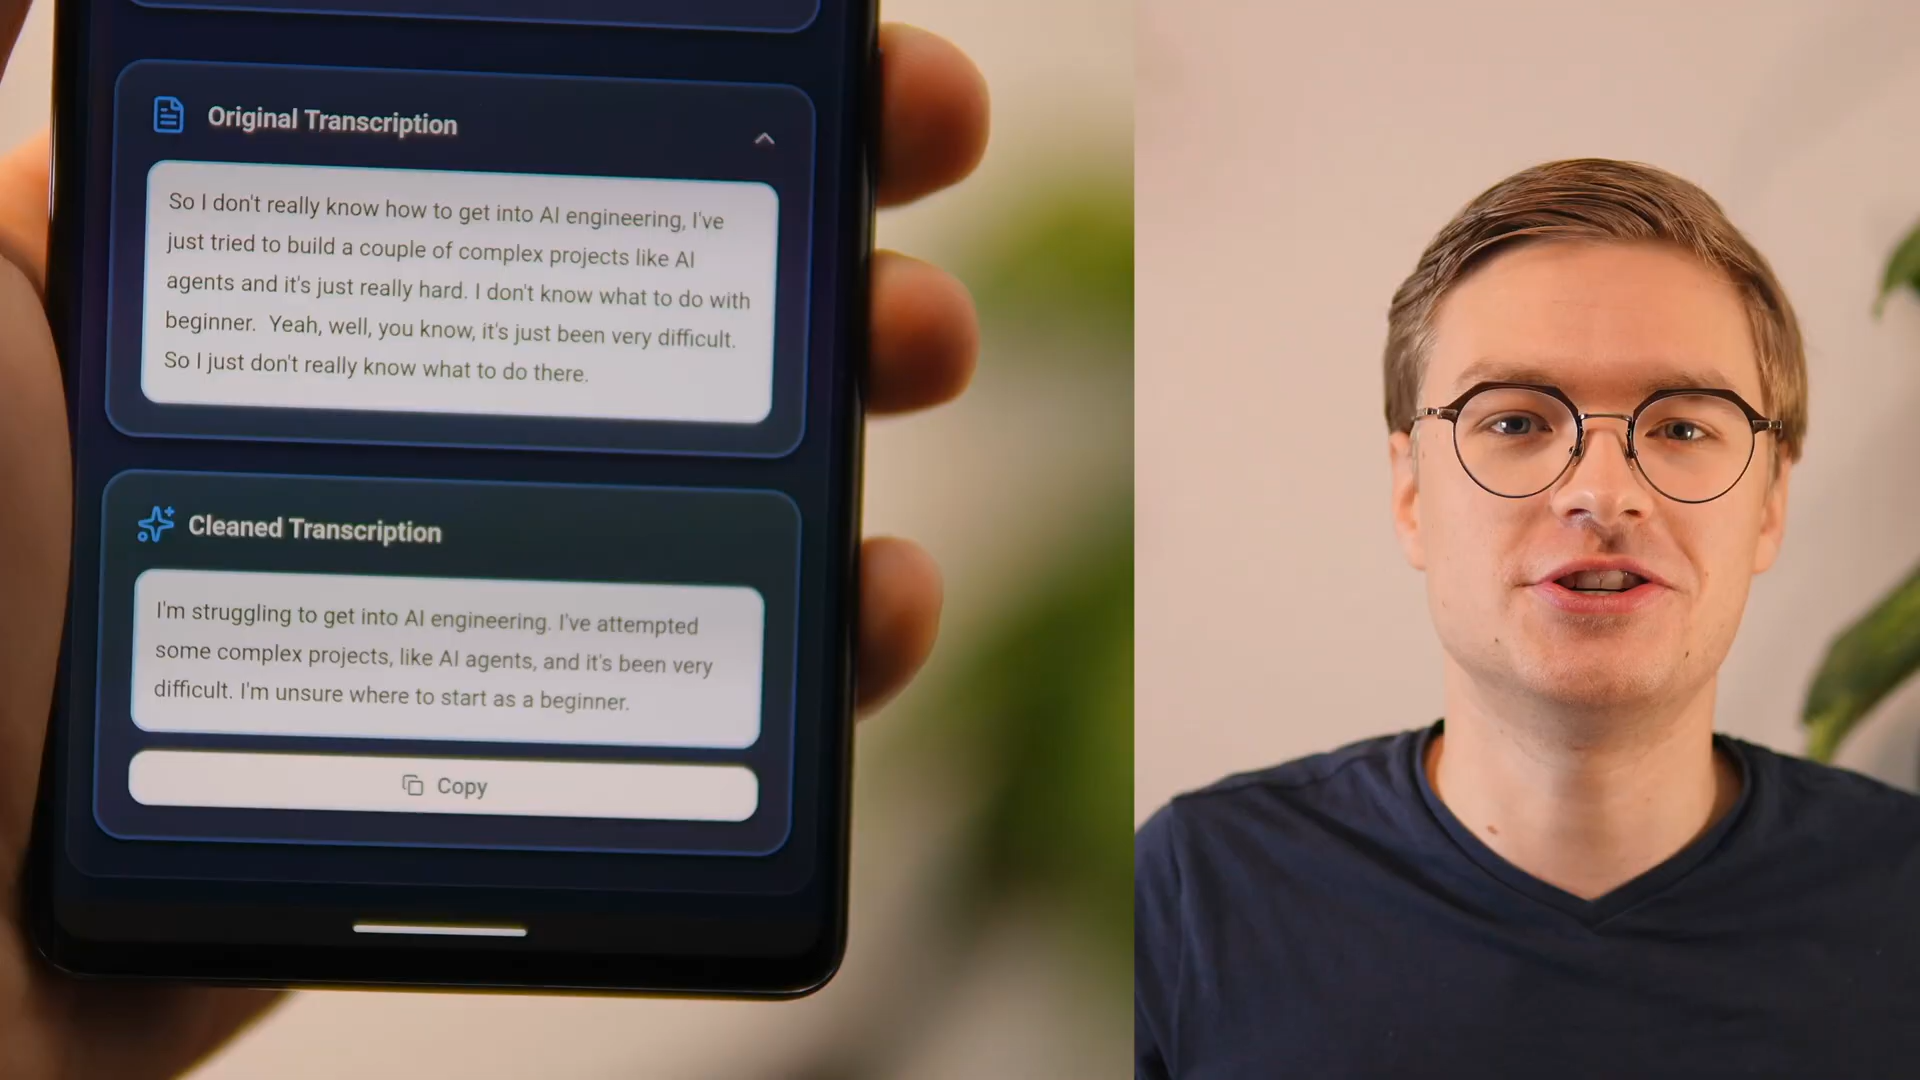 Original Transcription
So I don't really know how to get into AI engineering, I've
just tried to build a couple of complex projects like AI
agents and it's just really hard. I don't know what to do with
beginner.  Yeah, well, you know, it's just been very difficult.
So I just don't really know what to do there.
Cleaned Transcription
I'm struggling to get into AI engineering. I've attempted
some complex projects, like AI agents, and it's been very
difficult. I'm unsure where to start as a beginner.
Copy